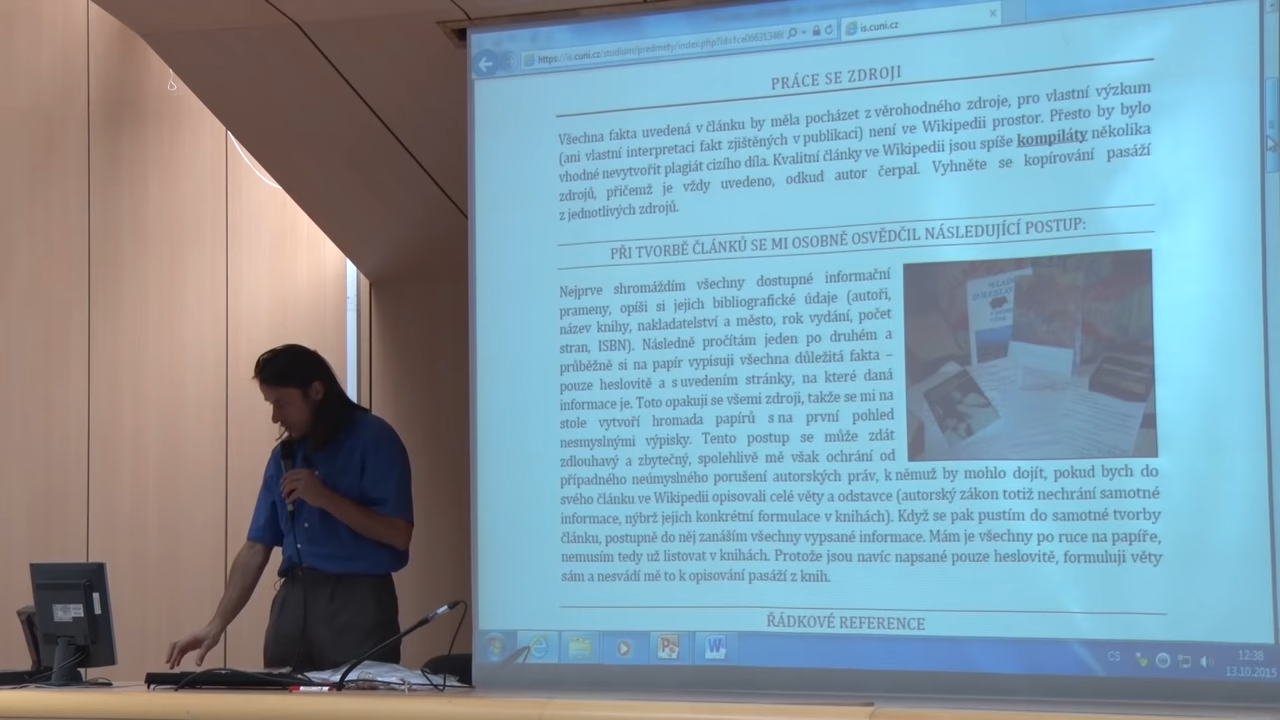 https://is.cuni.cz/studium/predmety/index.php?id=fce0663134
is.cuni.cz
PRÁCE SE ZDROJI
Všechna fakta uvedená v článku by měla pocházet z věrohodného zdroje, pro vlastní výzkum
(ani vlastní interpretaci fakt zjištěných v publikaci) není ve Wikipedii prostor. Přesto by bylo
vhodné nevytvořit plagiát cizího díla. Kvalitní články ve Wikipedii jsou spíše kompiláty několika
zdrojů, přičemž je vždy uvedeno, odkud autor čerpal. Vyhněte se kopírování pasáží
z jednotlivých zdrojů.
PŘI TVORBĚ ČLÁNKŮ SE MI OSOBNĚ OSVĚDČIL NÁSLEDUJÍCÍ POSTUP:
Nejprve shromáždím všechny dostupné informační
prameny, opíši si jejich bibliografické údaje (autoři,
název knihy, nakladatelství a město, rok vydání, počet
stran, ISBN). Následně pročítám jeden po druhém a
průběžně si na papír vypisuji všechna důležitá fakta –
pouze heslovitě a s uvedením stránky, na které daná
informace je. Toto opakuji se všemi zdroji, takže se mi na
stole vytvoří hromada papírů s na první pohled
nesmyslnými výpisky. Tento postup se může zdát
zdlouhavý a zbytečný, spolehlivě mě však ochrání od
případného neúmyslného porušení autorských práv, k němuž by mohlo dojít, pokud bych do
svého článku ve Wikipedii opisovali celé věty a odstavce (autorský zákon totiž nechrání samotné
informace, nýbrž jejich konkrétní formulace v knihách). Když se pak pustím do samotné tvorby
článku, postupně do něj zanáším všechny vypsané informace. Mám je všechny po ruce na papíře,
nemusím tedy už listovat v knihách. Protože jsou navíc napsané pouze heslovitě, formuluji věty
sám a nesvádí mě to k opisování pasáží z knih.
ŘÁDKOVÉ REFERENCE
CS
12:38
13.10.2015